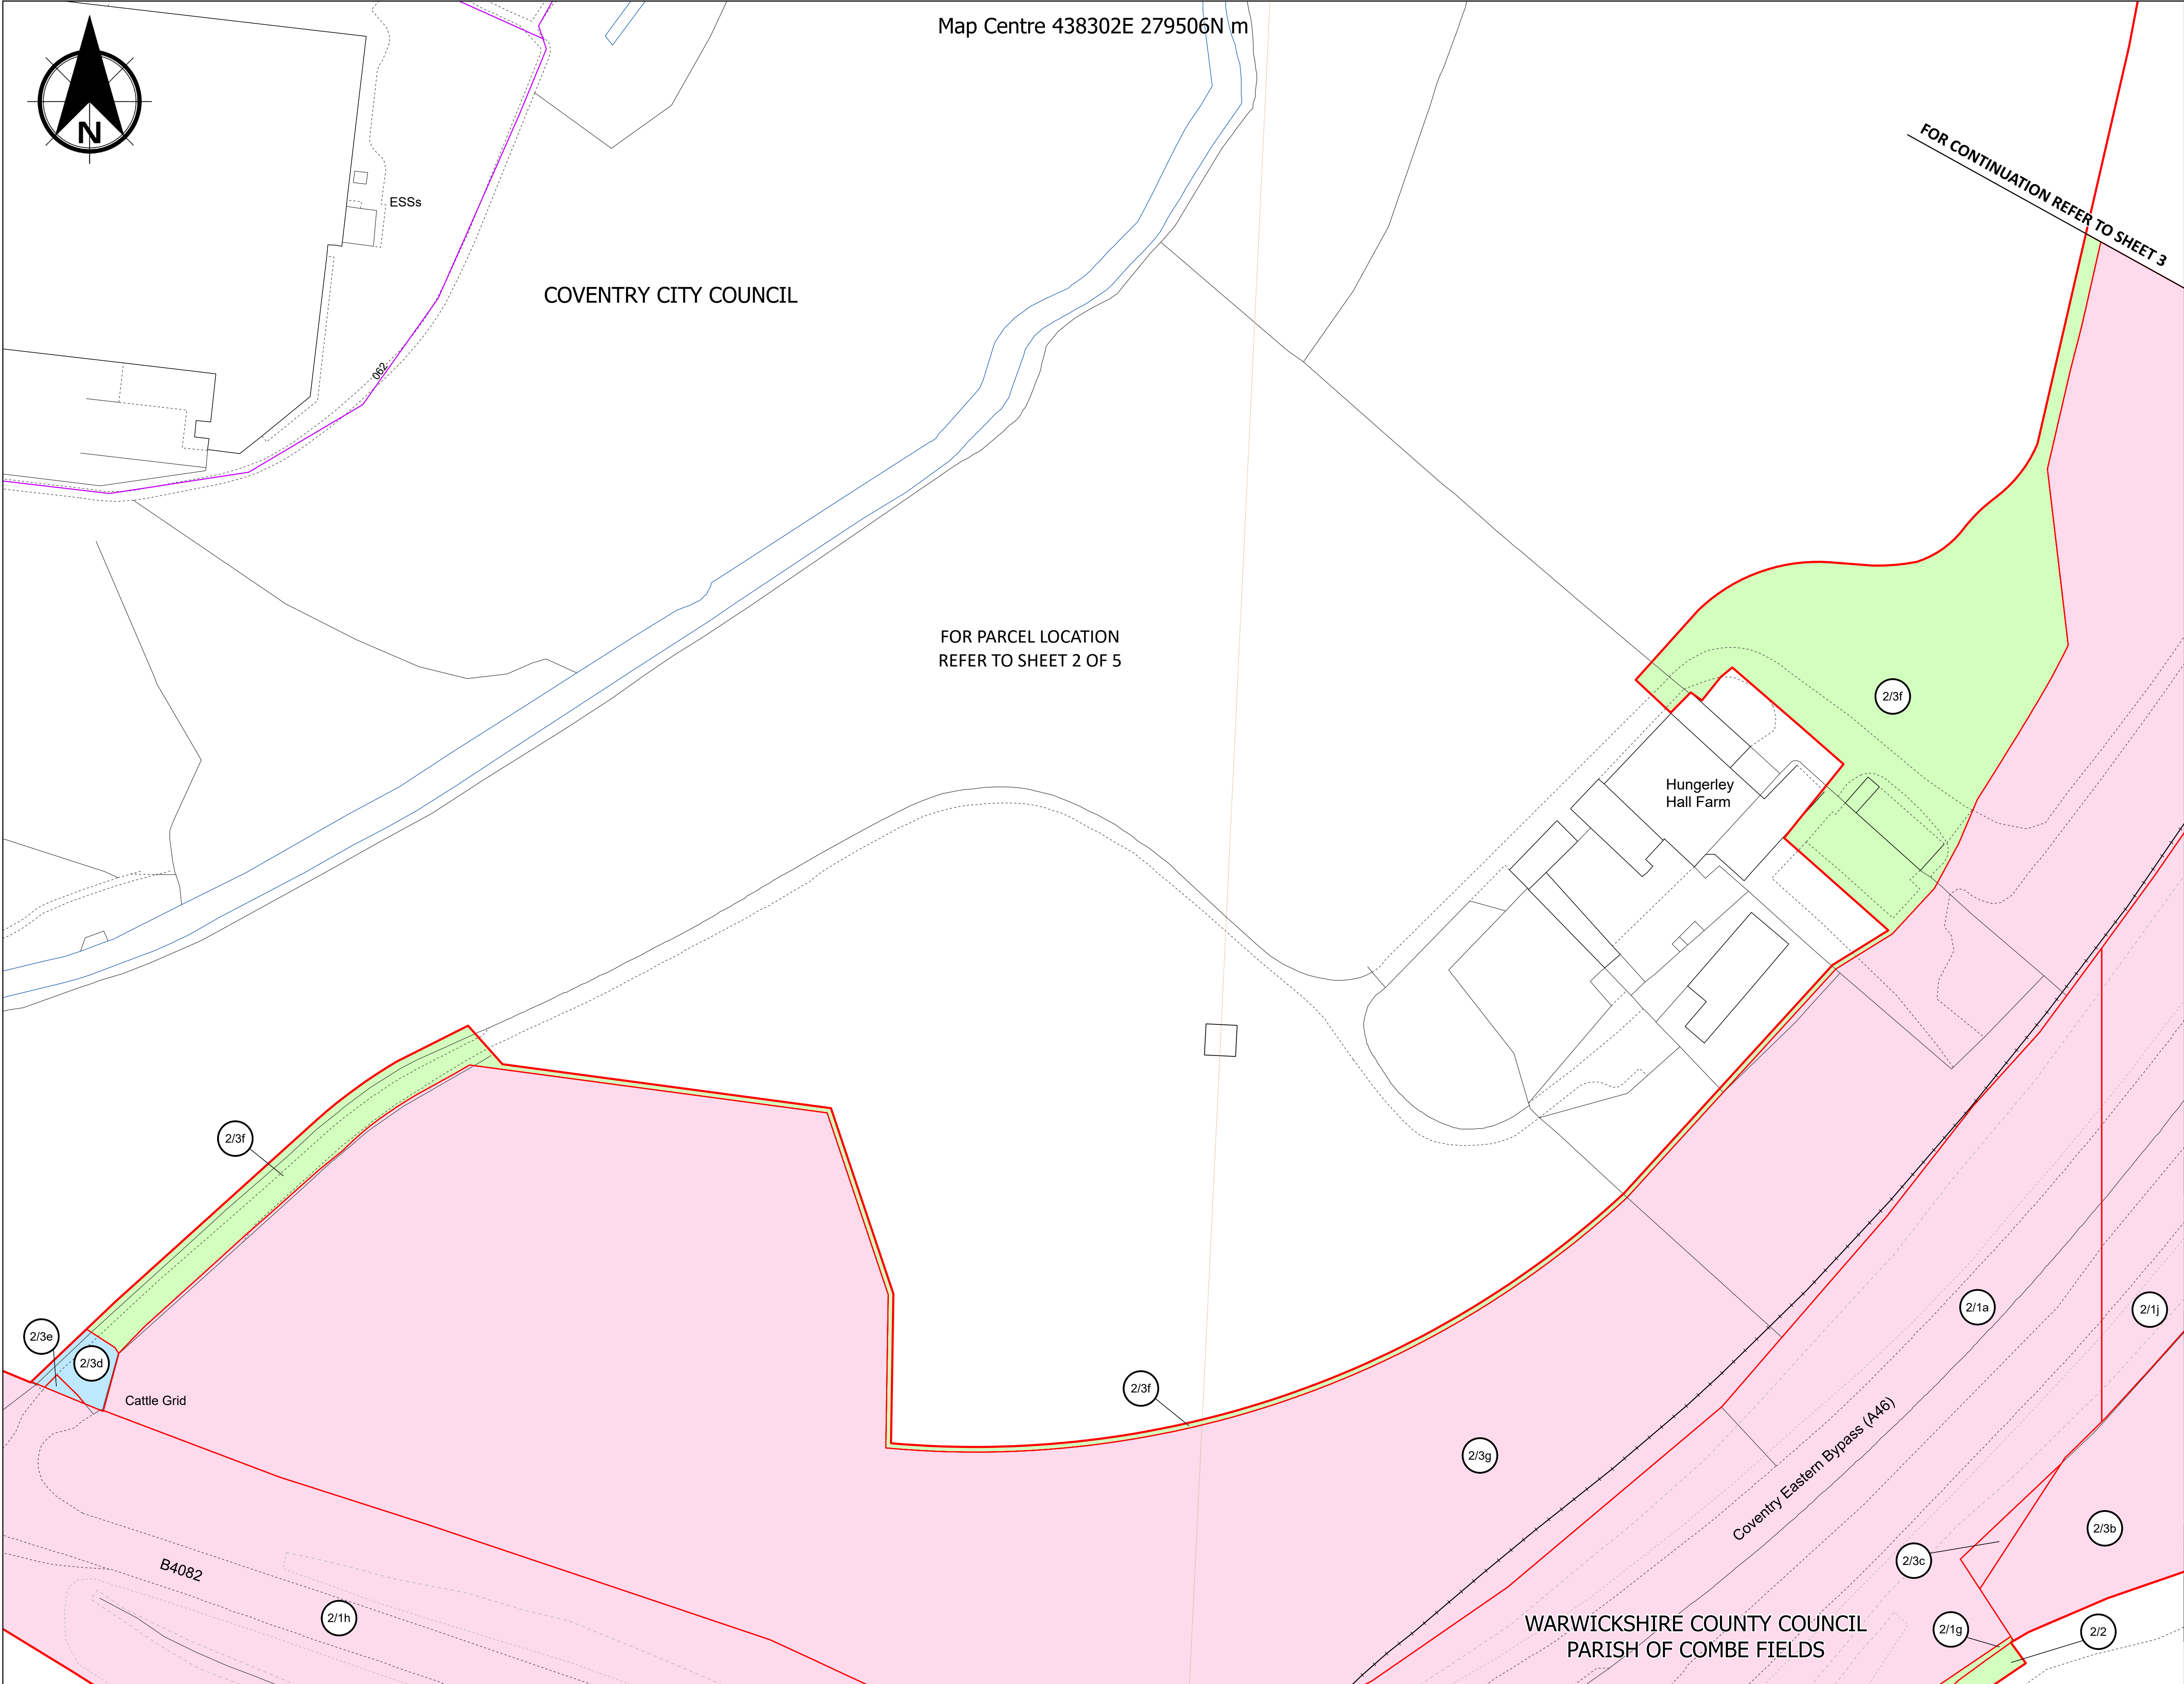 Map Centre 438302E 279506N m
N
ESSs
FOR CONTINUATION REFER TO SHEET 3
COVENTRY CITY COUNCIL
062
FOR PARCEL LOCATION
REFER TO SHEET 2 OF 5
2/3f
Hungerley
Hall Farm
2/3f
2/3e
2/3d
Cattle Grid
2/3f
2/1a
2/1j
2/3g
Coventry Eastern Bypass (A46)
2/3b
2/3c
B4082
2/1h
WARWICKSHIRE COUNTY COUNCIL
PARISH OF COMBE FIELDS
2/1g
2/2